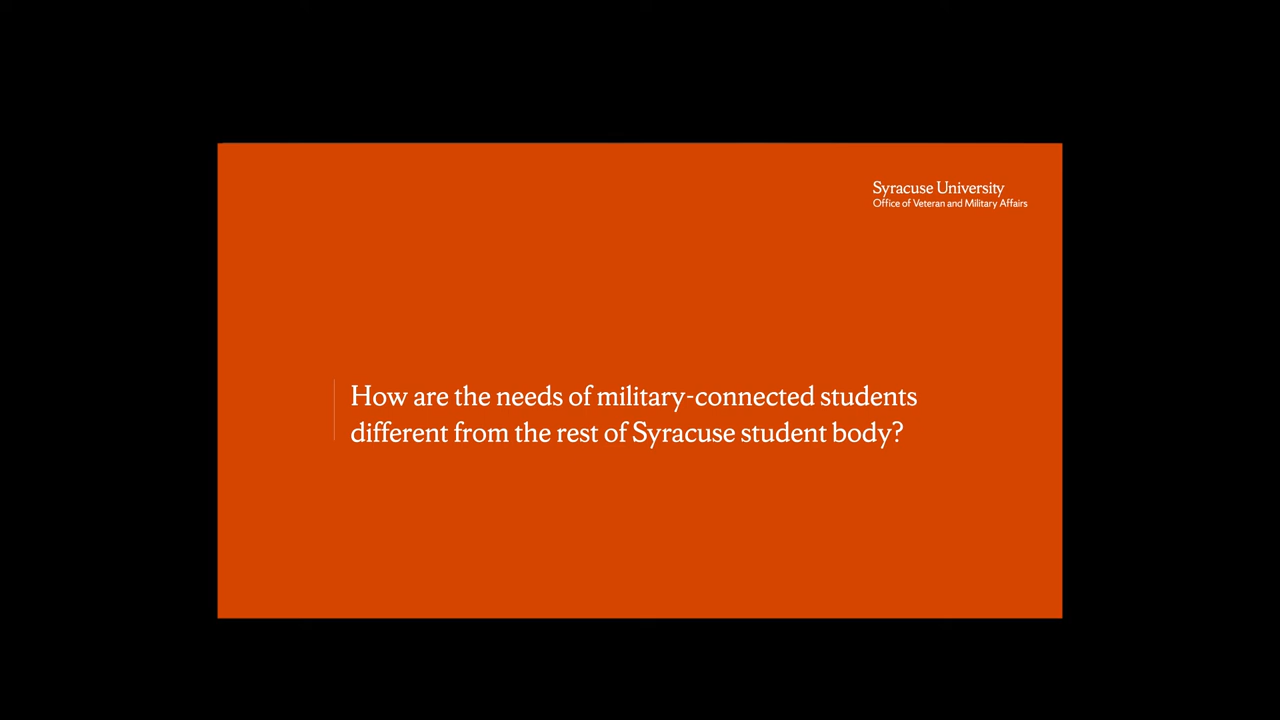 Syracuse University
Office of Veteran and Military Affairs
How are the needs of military-connected students
different from the rest of Syracuse student body?